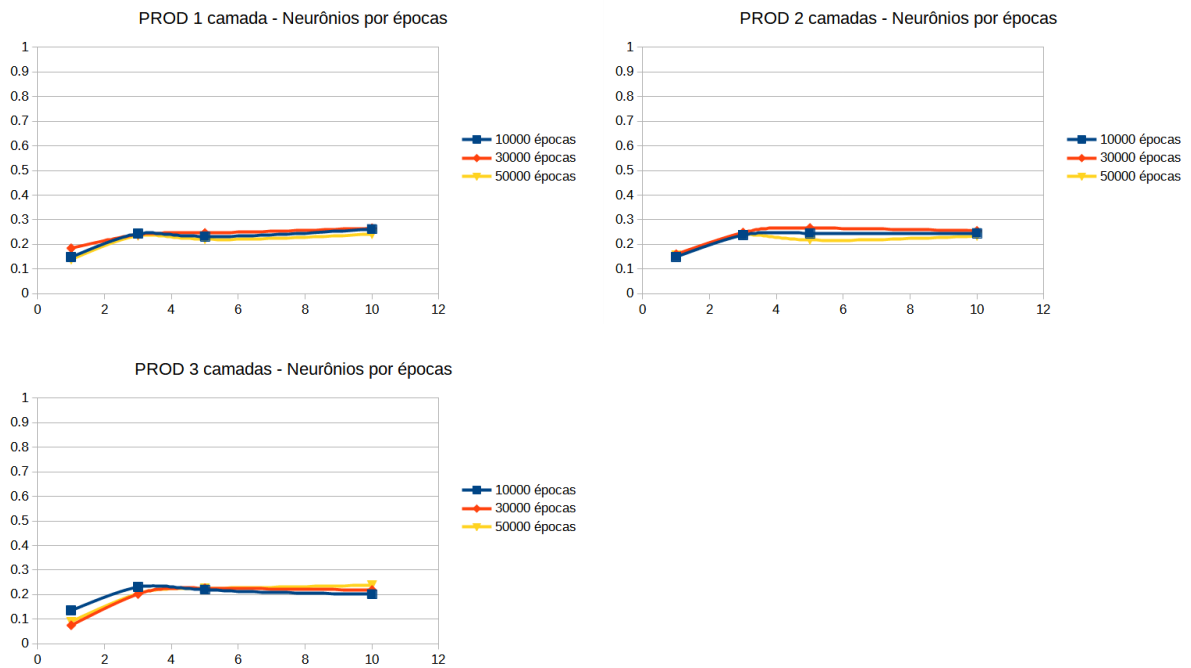 PROD 1 camada - Neurônios por épocas
1
0.9
0.8
0.7
0.6
0.5
0.4
0.3
0.2
0.1
0
0 2 4 6 8 10 12
10000 épocas
30000 épocas
50000 épocas
PROD 2 camadas - Neurônios por épocas
1
0.9
0.8
0.7
0.6
0.5
0.4
0.3
0.2
0.1
0
0 2 4 6 8 10 12
10000 épocas
30000 épocas
50000 épocas
PROD 3 camadas - Neurônios por épocas
1
0.9
0.8
0.7
0.6
0.5
0.4
0.3
0.2
0.1
0
0 2 4 6 8 10 12
10000 épocas
30000 épocas
50000 épocas